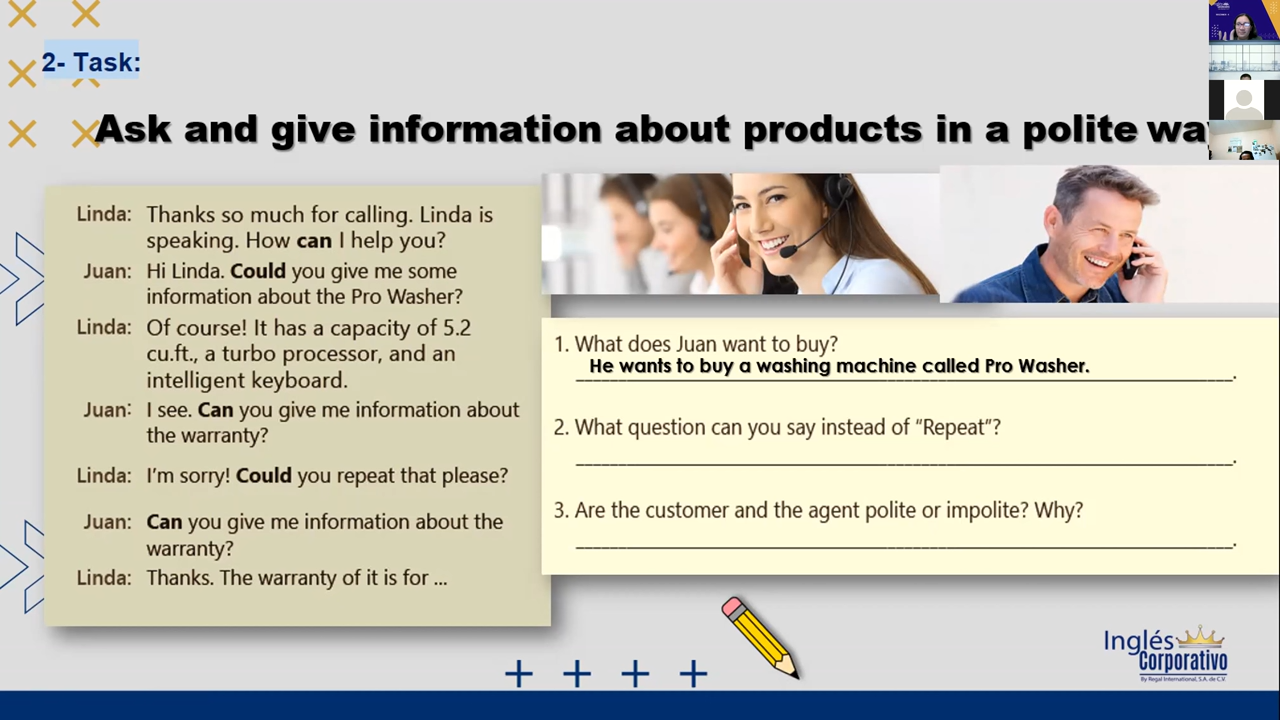 2- Task:
Ask and give information about products in a polite way
Linda: Thanks so much for calling. Linda is
speaking. How can I help you?
Juan: Hi Linda. Could you give me some
information about the Pro Washer?
Linda: Of course! It has a capacity of 5.2
cu.ft., a turbo processor, and an
intelligent keyboard.
Juan: I see. Can you give me information about
the warranty?
Linda: I'm sorry! Could you repeat that please?
Juan: Can you give me information about the
warranty?
Linda: Thanks. The warranty of it is for ...
1. What does Juan want to buy?
He wants to buy a washing machine called Pro Washer.
2. What question can you say instead of “Repeat”?
3. Are the customer and the agent polite or impolite? Why?
Inglés
Corporativo
By Regal International, S.A. de C.V.